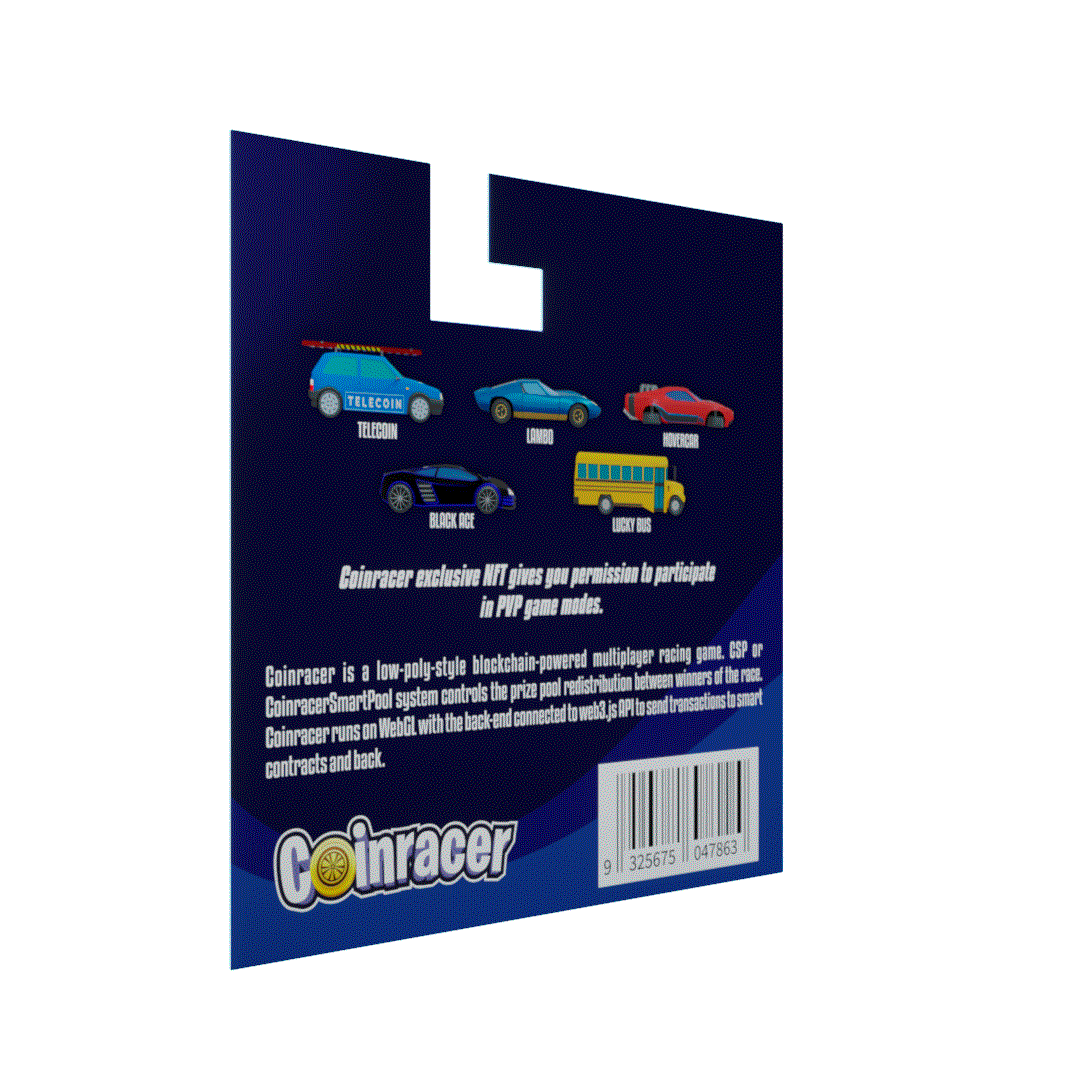 TELECOIN
TELECOIN
LAMBO
HOVERCAR
BLACK ACE
LUCKY BUS
Coinracer exclusive NFT gives you permission to participate
in PVP game modes.
Coinracer is a low-poly-style blockchain-powered multiplayer racing game. CSP or
CoinracerSmartPool system controls the prize pool redistribution between winners of the race.
Coinracer runs on WebGL with the back-end connected to web3.js API to send transactions to smart
contracts and back.
Coinracer
9 325675 047863